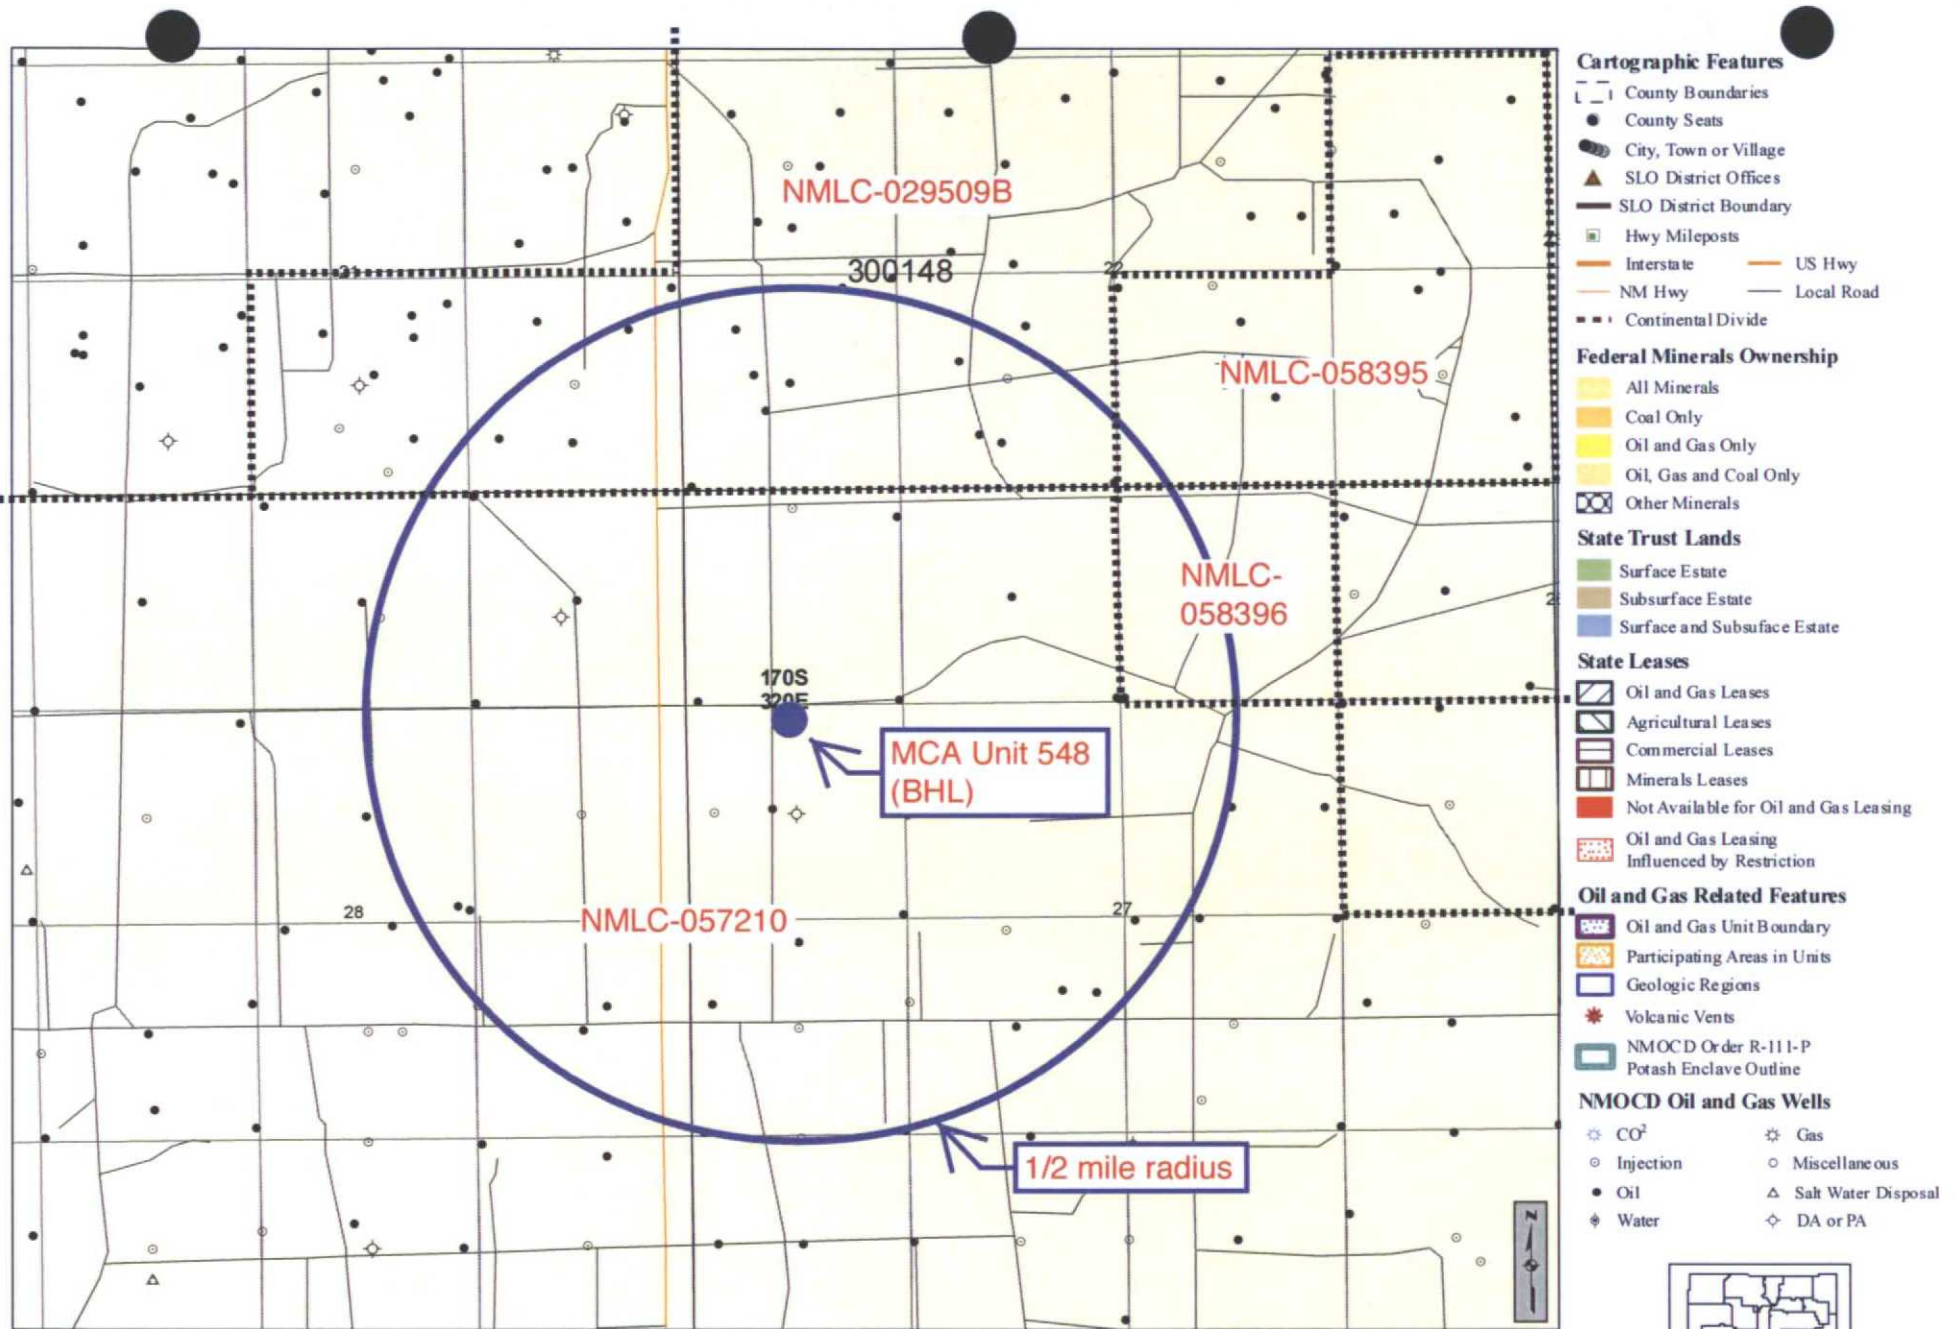 NMLC-029509B
21
300148
22
NMLC-058395
NMLC-
058396
170S
320E
MCA Unit 548
(BHL)
28
NMLC-057210
27
1/2 mile radius
N
Cartographic Features
County Boundaries
County Seats
City, Town or Village
SLO District Offices
SLO District Boundary
Hwy Mileposts
Interstate
US Hwy
NM Hwy
Local Road
Continental Divide
Federal Minerals Ownership
All Minerals
Coal Only
Oil and Gas Only
Oil, Gas and Coal Only
Other Minerals
State Trust Lands
Surface Estate
Subsurface Estate
Surface and Subsuface Estate
State Leases
Oil and Gas Leases
Agricultural Leases
Commercial Leases
Minerals Leases
Not Available for Oil and Gas Leasing
Oil and Gas Leasing
Influenced by Restriction
Oil and Gas Related Features
Oil and Gas Unit Boundary
Participating Areas in Units
Geologic Regions
Volcanic Vents
NMOCD Order R-111-P
Potash Enclave Outline
NMOCD Oil and Gas Wells
CO2
Gas
Injection
Miscellaneous
Oil
Salt Water Disposal
Water
DA or PA